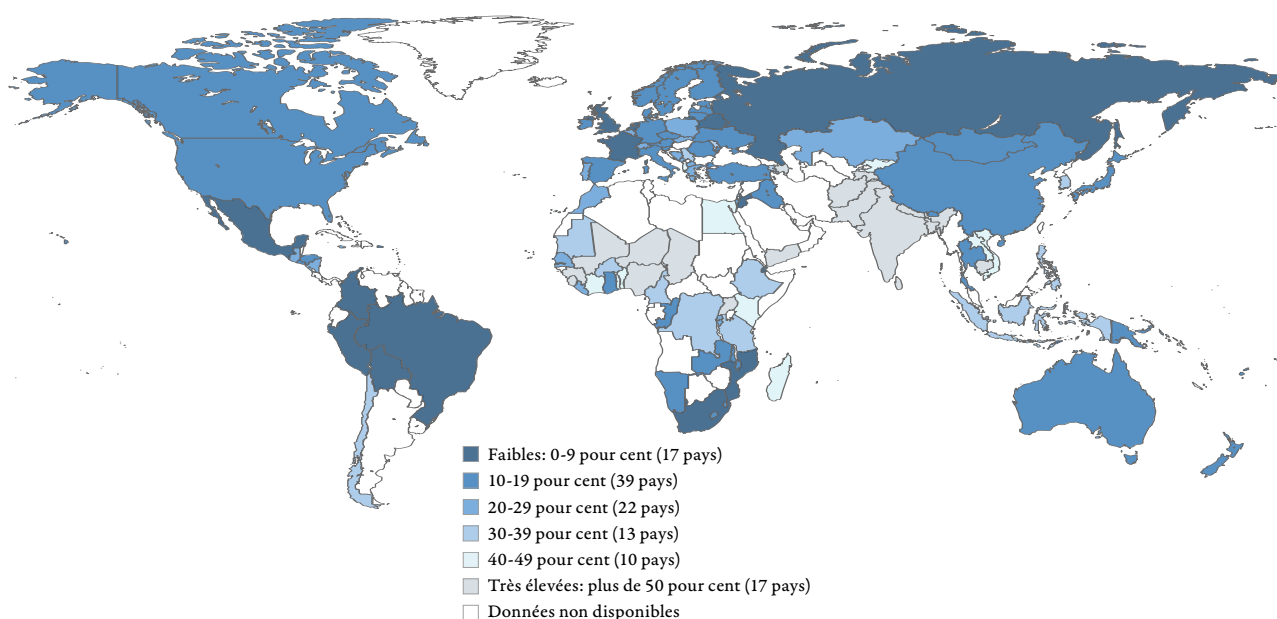 Faibles: 0-9 pour cent (17 pays)
10-19 pour cent (39 pays)
20-29 pour cent (22 pays)
30-39 pour cent (13 pays)
40-49 pour cent (10 pays)
Très élevées: plus de 50 pour cent (17 pays)
Données non disponibles